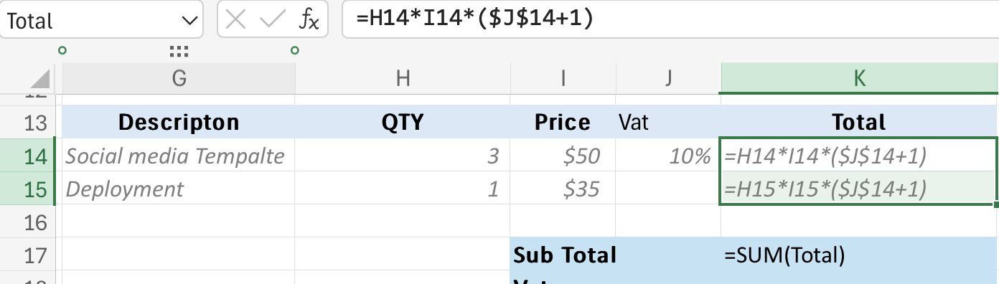 Total fx =H14*I14*($J$14+1)
G H I J K
13 Descripton QTY Price Vat Total
14 Social media Tempalte 3 $50 10% =H14*I14*($J$14+1)
15 Deployment 1 $35 =H15*I15*($J$14+1)
16
17 Sub Total =SUM(Total)